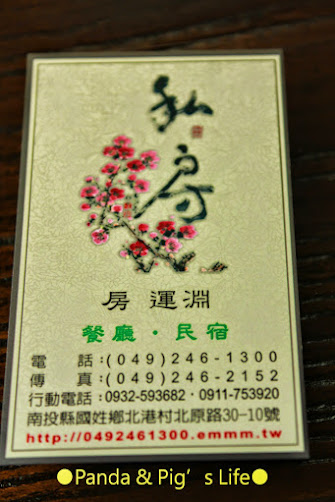 私房
房運淵
餐廳・民宿
電話:(049)246-1300
傳真:(049)246-2152
行動電話:0932-593682・0911-753920
南投縣國姓鄉北港村北原路30-10號
http://0492461300.emmm.tw
●Panda & Pig's Life●